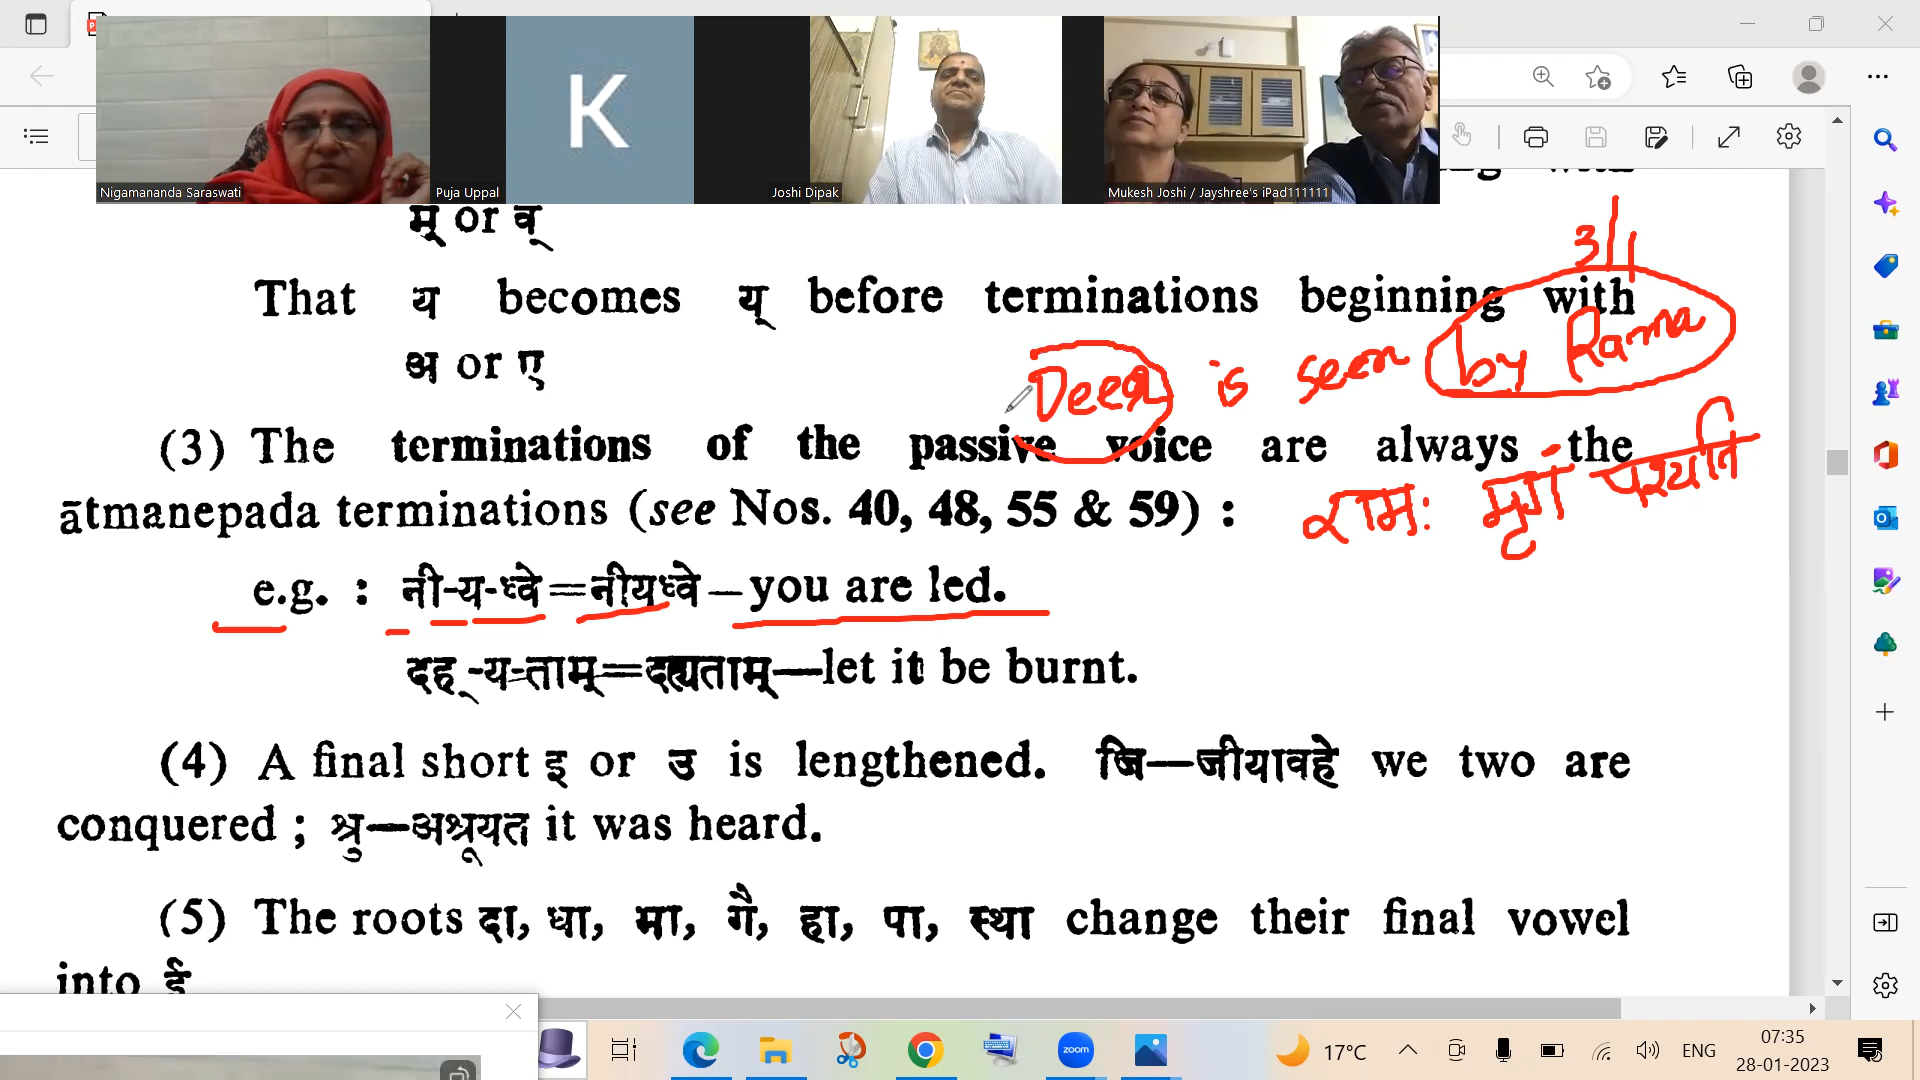 K
Nigamananda Saraswati
Puja Uppal
Joshi Dipak
Mukesh Joshi / Jayshree's iPad111111
म् or व्
3/1
That य becomes य् before terminations beginning with
अ or ए
Deer is seen by Rama
(3) The terminations of the passive voice are always the
ātmanepada terminations (see Nos. 40, 48, 55 & 59) :
रामः मृगं पश्यति
e.g. : नी-य-ध्वे=नीयध्वे—you are led.
दह्-य-ताम्=दह्यताम्—let it be burnt.
(4) A final short इ or उ is lengthened. जि—जीयावहे we two are
conquered ; श्रु—अश्रूयत it was heard.
(5) The roots दा, धा, मा, गै, हा, पा, स्था change their final vowel
into ई
zoom
17°C
ENG
07:35
28-01-2023